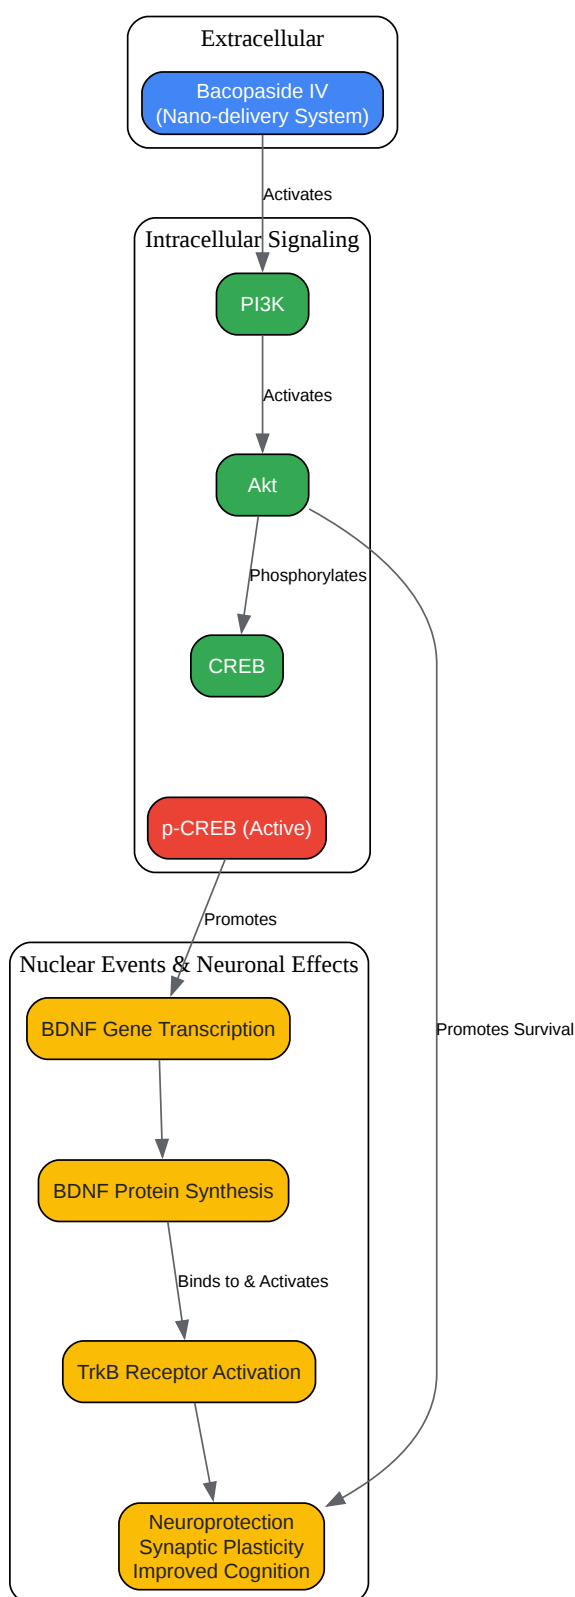 Extracellular
Bacopaside IV
(Nano-delivery System)
Activates
Intracellular Signaling
PI3K
Activates
Akt
Phosphorylates
CREB
p-CREB (Active)
Promotes
Nuclear Events & Neuronal Effects
BDNF Gene Transcription
Promotes Survival
BDNF Protein Synthesis
Binds to & Activates
TrkB Receptor Activation
Neuroprotection
Synaptic Plasticity
Improved Cognition